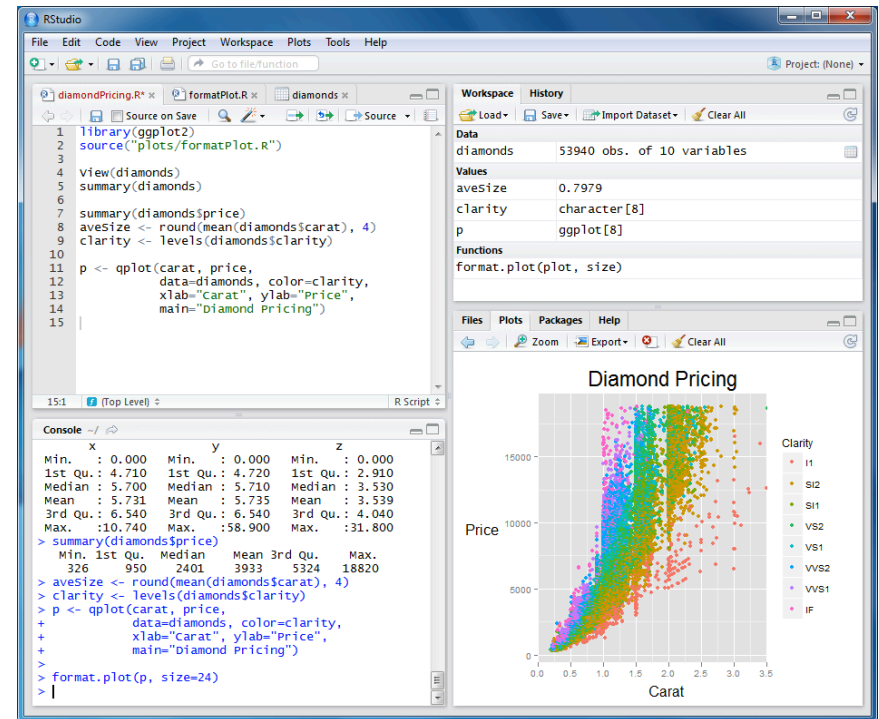 RStudio
File Edit Code View Project Workspace Plots Tools Help
Go to file/function
Project: (None)
diamondPricing.R* formatPlot.R diamonds
Source on Save Source
1 library(ggplot2)
2 source("plots/formatPlot.R")
3
4 View(diamonds)
5 summary(diamonds)
6
7 summary(diamonds$price)
8 aveSize <- round(mean(diamonds$carat), 4)
9 clarity <- levels(diamonds$clarity)
10
11 p <- qplot(carat, price,
12 data=diamonds, color=clarity,
13 xlab="Carat", ylab="Price",
14 main="Diamond Pricing")
15
15:1 (Top Level) R Script
Console ~/
x y z
Min. : 0.000 Min. : 0.000 Min. : 0.000
1st Qu.: 4.710 1st Qu.: 4.720 1st Qu.: 2.910
Median : 5.700 Median : 5.710 Median : 3.530
Mean : 5.731 Mean : 5.735 Mean : 3.539
3rd Qu.: 6.540 3rd Qu.: 6.540 3rd Qu.: 4.040
Max. :10.740 Max. :58.900 Max. :31.800
> summary(diamonds$price)
Min. 1st Qu. Median Mean 3rd Qu. Max.
326 950 2401 3933 5324 18820
> aveSize <- round(mean(diamonds$carat), 4)
> clarity <- levels(diamonds$clarity)
> p <- qplot(carat, price,
+ data=diamonds, color=clarity,
+ xlab="Carat", ylab="Price",
+ main="Diamond Pricing")
>
> format.plot(p, size=24)
>
Workspace History
Load Save Import Dataset Clear All
Data
diamonds 53940 obs. of 10 variables
Values
aveSize 0.7979
clarity character[8]
p ggplot[8]
Functions
format.plot(plot, size)
Files Plots Packages Help
Zoom Export Clear All
Diamond Pricing
Clarity
I1
SI2
SI1
VS2
VS1
VVS2
VVS1
IF
Price
15000
10000
5000
0
0.0 0.5 1.0 1.5 2.0 2.5 3.0 3.5
Carat